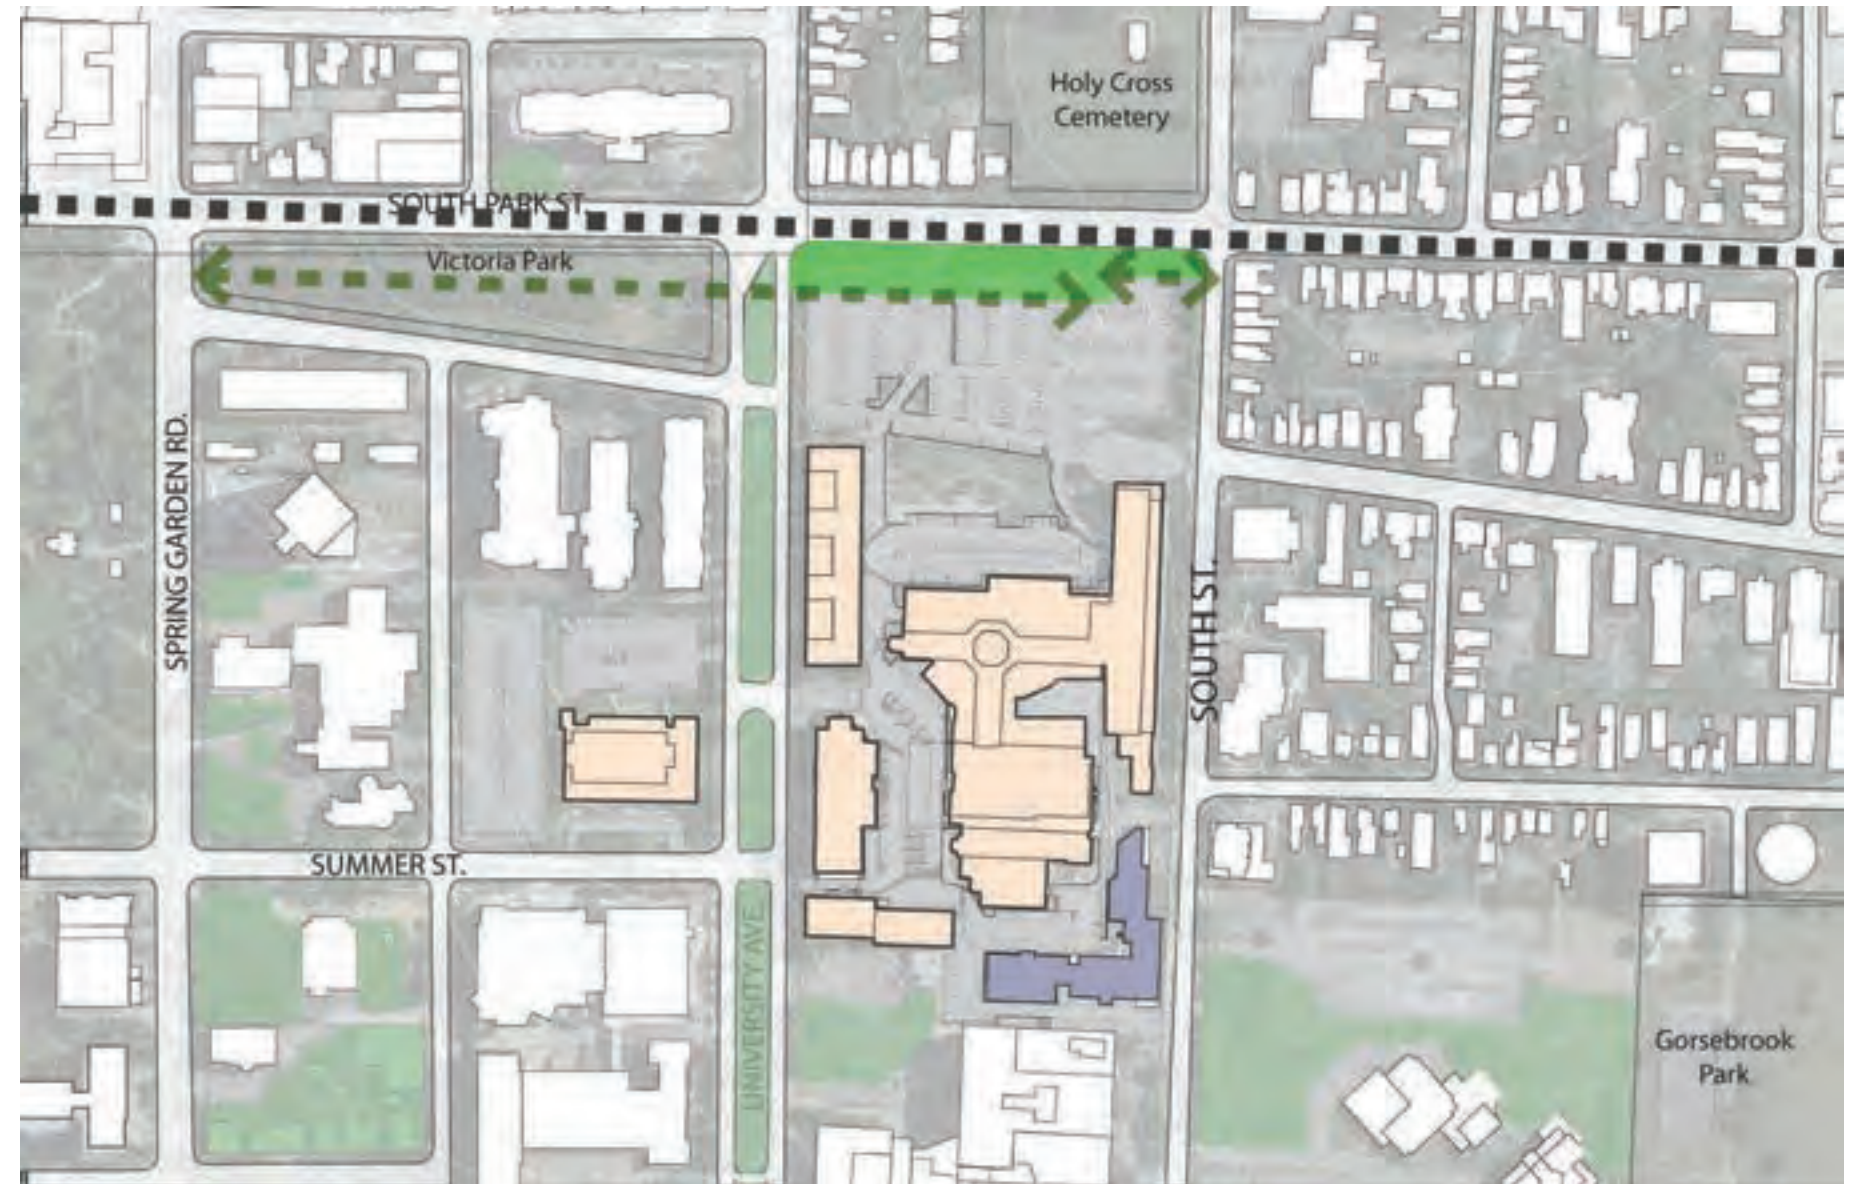 Holy Cross
Cemetery
SOUTH PARK ST.
Victoria Park
SPRING GARDEN RD.
SOUTH ST.
SUMMER ST.
UNIVERSITY AVE.
Gorsebrook
Park